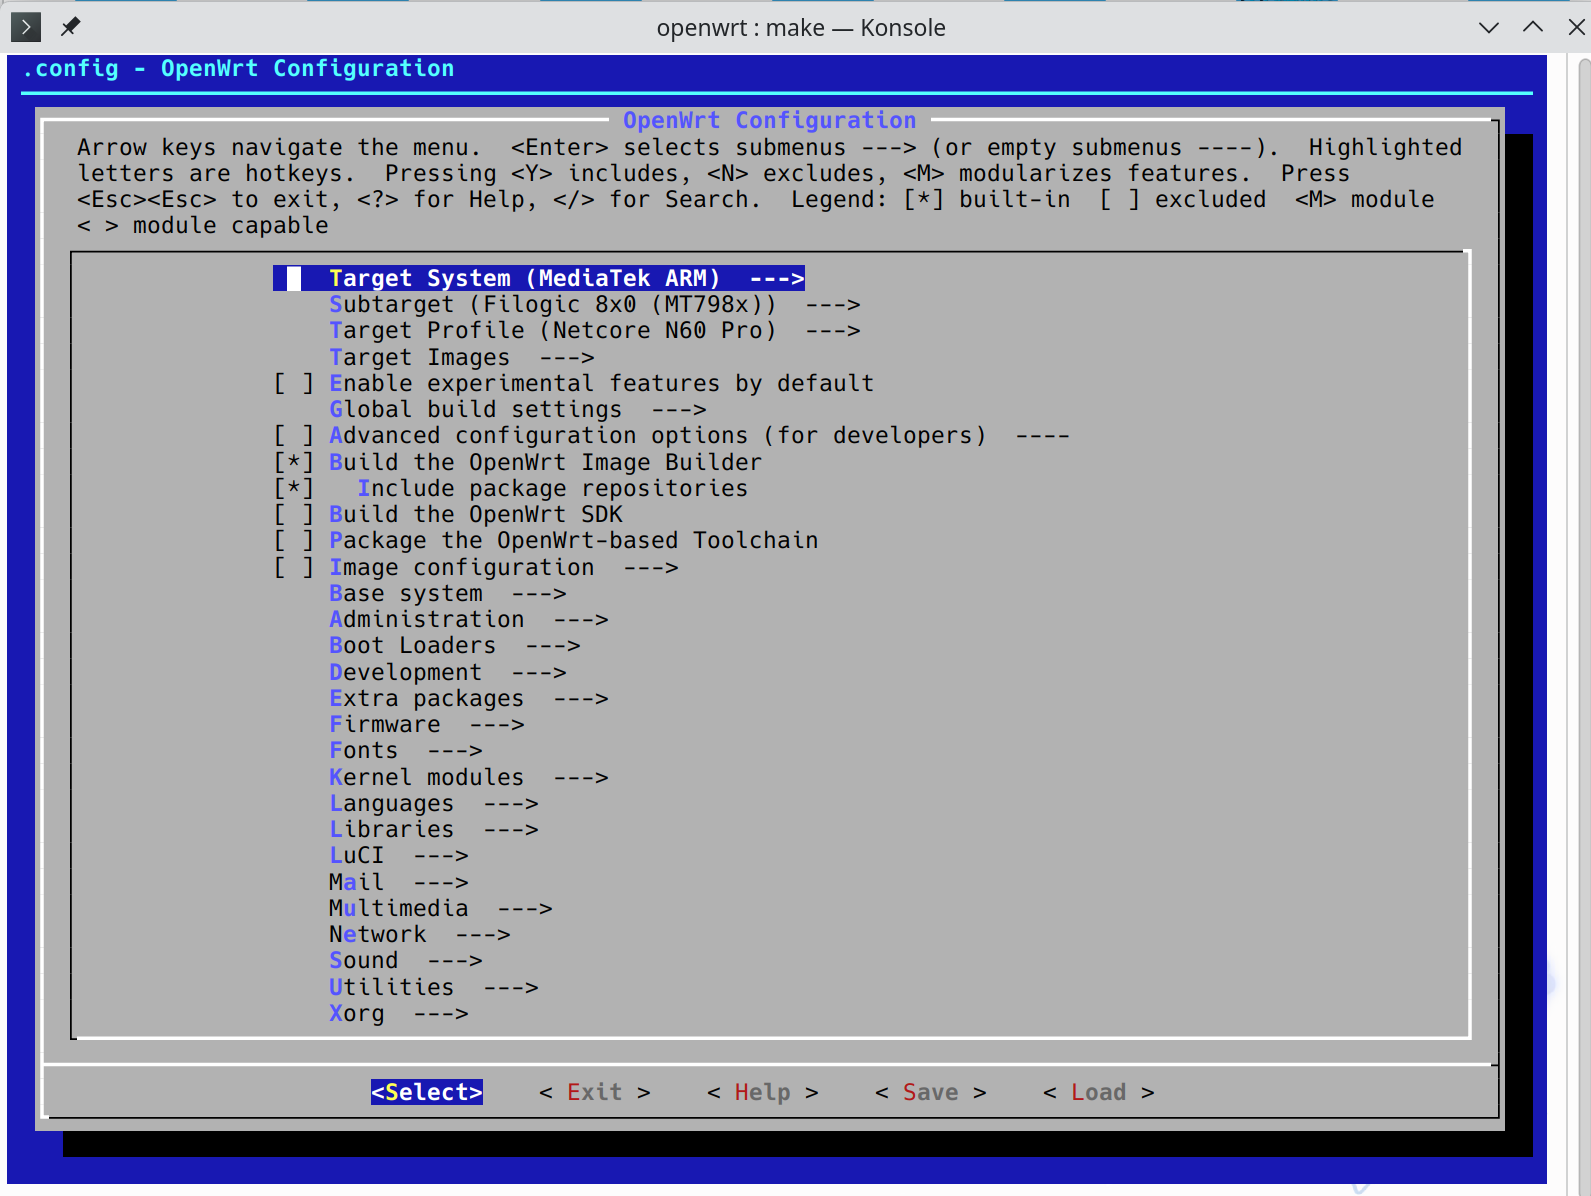 openwrt : make — Konsole
.config - OpenWrt Configuration
OpenWrt Configuration
Arrow keys navigate the menu.  <Enter> selects submenus ---> (or empty submenus ----).  Highlighted
letters are hotkeys.  Pressing <Y> includes, <N> excludes, <M> modularizes features.  Press
<Esc><Esc> to exit, <?> for Help, </> for Search.  Legend: [*] built-in  [ ] excluded  <M> module
< > module capable
Target System (MediaTek ARM)  --->
Subtarget (Filogic 8x0 (MT798x))  --->
Target Profile (Netcore N60 Pro)  --->
Target Images  --->
[ ] Enable experimental features by default
Global build settings  --->
[ ] Advanced configuration options (for developers)  ----
[*] Build the OpenWrt Image Builder
[*]   Include package repositories
[ ] Build the OpenWrt SDK
[ ] Package the OpenWrt-based Toolchain
[ ] Image configuration  --->
Base system  --->
Administration  --->
Boot Loaders  --->
Development  --->
Extra packages  --->
Firmware  --->
Fonts  --->
Kernel modules  --->
Languages  --->
Libraries  --->
LuCI  --->
Mail  --->
Multimedia  --->
Network  --->
Sound  --->
Utilities  --->
Xorg  --->
<Select>    < Exit >    < Help >    < Save >    < Load >